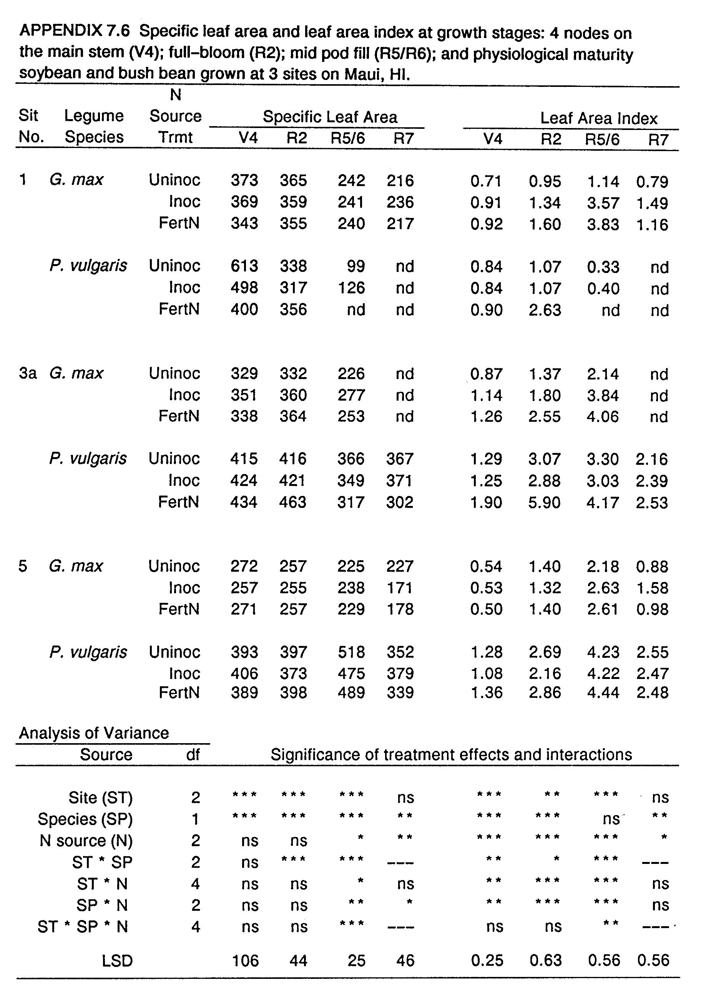 APPENDIX 7.6 Specific leaf area and leaf area index at growth stages: 4 nodes on
the main stem (V4); full–bloom (R2); mid pod fill (R5/R6); and physiological maturity
soybean and bush bean grown at 3 sites on Maui, HI.
N
Sit Legume Source Specific Leaf Area Leaf Area Index
No. Species Trmt V4 R2 R5/6 R7 V4 R2 R5/6 R7
1 G. max Uninoc 373 365 242 216 0.71 0.95 1.14 0.79
Inoc 369 359 241 236 0.91 1.34 3.57 1.49
FertN 343 355 240 217 0.92 1.60 3.83 1.16
P. vulgaris Uninoc 613 338 99 nd 0.84 1.07 0.33 nd
Inoc 498 317 126 nd 0.84 1.07 0.40 nd
FertN 400 356 nd nd 0.90 2.63 nd nd
3a G. max Uninoc 329 332 226 nd 0.87 1.37 2.14 nd
Inoc 351 360 277 nd 1.14 1.80 3.84 nd
FertN 338 364 253 nd 1.26 2.55 4.06 nd
P. vulgaris Uninoc 415 416 366 367 1.29 3.07 3.30 2.16
Inoc 424 421 349 371 1.25 2.88 3.03 2.39
FertN 434 463 317 302 1.90 5.90 4.17 2.53
5 G. max Uninoc 272 257 225 227 0.54 1.40 2.18 0.88
Inoc 257 255 238 171 0.53 1.32 2.63 1.58
FertN 271 257 229 178 0.50 1.40 2.61 0.98
P. vulgaris Uninoc 393 397 518 352 1.28 2.69 4.23 2.55
Inoc 406 373 475 379 1.08 2.16 4.22 2.47
FertN 389 398 489 339 1.36 2.86 4.44 2.48
Analysis of Variance
Source df Significance of treatment effects and interactions
Site (ST) 2 *** *** *** ns *** ** *** ns
Species (SP) 1 *** *** *** ** *** *** ns **
N source (N) 2 ns ns * ** *** *** *** *
ST * SP 2 ns *** *** ––– ** * *** –––
ST * N 4 ns ns * ns ** *** *** ns
SP * N 2 ns ns ** * ** *** *** ns
ST * SP * N 4 ns ns *** ––– ns ns ** –––
LSD 106 44 25 46 0.25 0.63 0.56 0.56